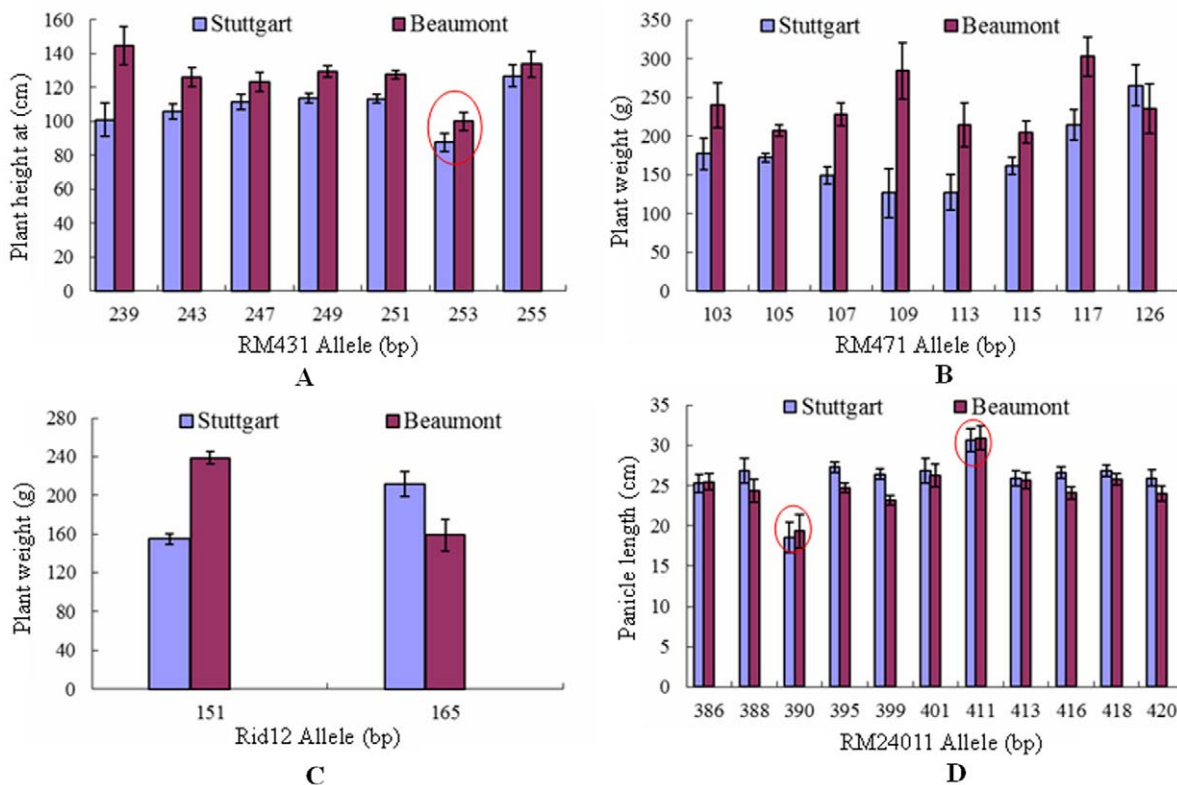 Stuttgart Beaumont
Plant height at (cm)
160
140
120
100
80
60
40
20
0
239 243 247 249 251 253 255
RM431 Allele (bp)
A
Stuttgart Beaumont
Plant weight (g)
350
300
250
200
150
100
50
0
103 105 107 109 113 115 117 126
RM471 Allele (bp)
B
Stuttgart Beaumont
Plant weight (g)
280
240
200
160
120
80
40
0
151 165
Rid12 Allele (bp)
C
Stuttgart Beaumont
Panicle length (cm)
35
30
25
20
15
10
5
0
386 388 390 395 399 401 411 413 416 418 420
RM24011 Allele (bp)
D